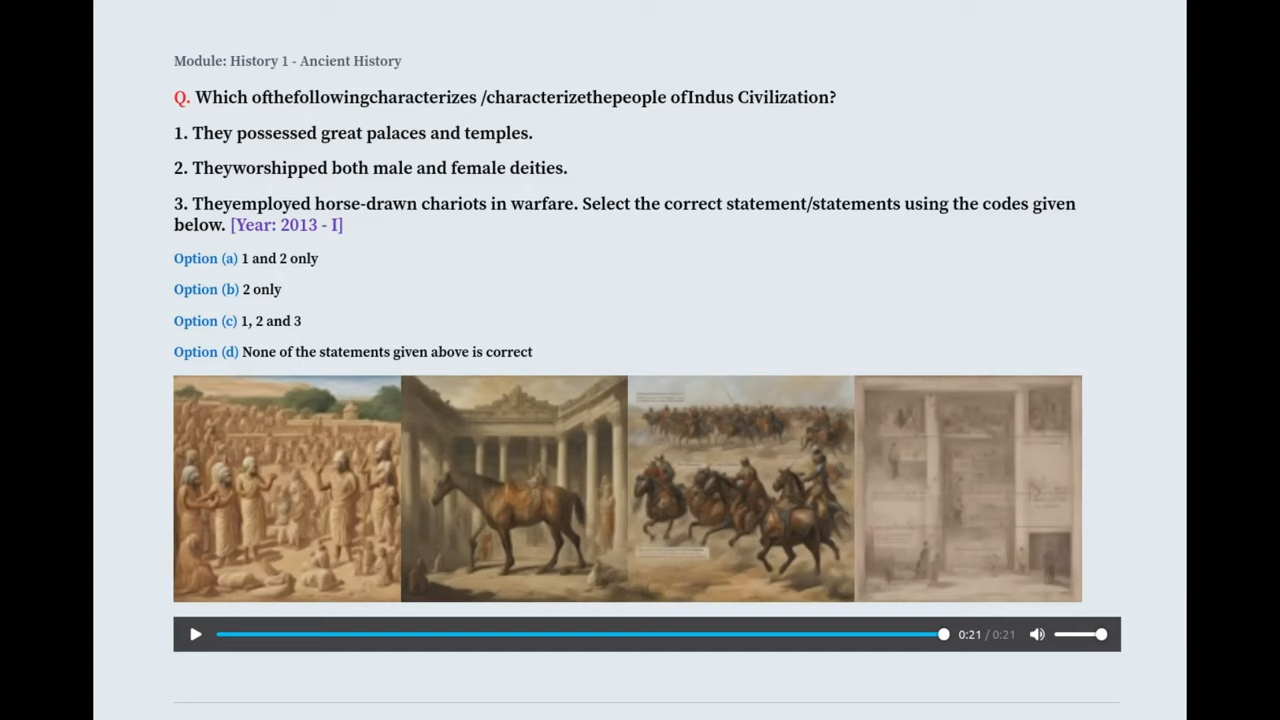 Module: History 1 - Ancient History
Q. Which ofthefollowingcharacterizes /characterizethepeople ofIndus Civilization?
1. They possessed great palaces and temples.
2. Theyworshipped both male and female deities.
3. Theyemployed horse-drawn chariots in warfare. Select the correct statement/statements using the codes given
below. [Year: 2013 - I]
Option (a) 1 and 2 only
Option (b) 2 only
Option (c) 1, 2 and 3
Option (d) None of the statements given above is correct
0:21 / 0:21